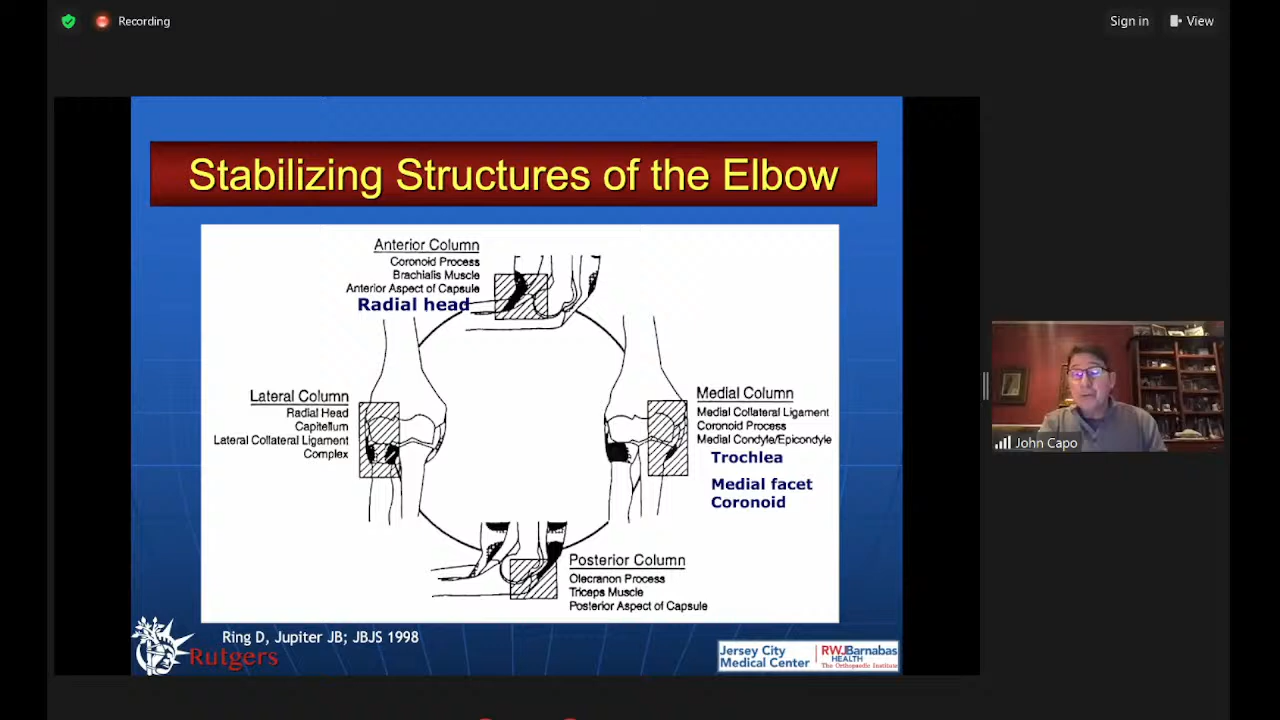 Recording
Sign in
View
Stabilizing Structures of the Elbow
Anterior Column
Coronoid Process
Brachialis Muscle
Anterior Aspect of Capsule
Radial head
Lateral Column
Radial Head
Capitellum
Lateral Collateral Ligament
Complex
Medial Column
Medial Collateral Ligament
Coronoid Process
Medial Condyle/Epicondyle
Trochlea
Medial facet
Coronoid
Posterior Column
Olecranon Process
Triceps Muscle
Posterior Aspect of Capsule
Ring D, Jupiter JB; JBJS 1998
Rutgers
Jersey City
Medical Center
RWJBarnabas
HEALTH
The Orthopaedic Institute
John Capo